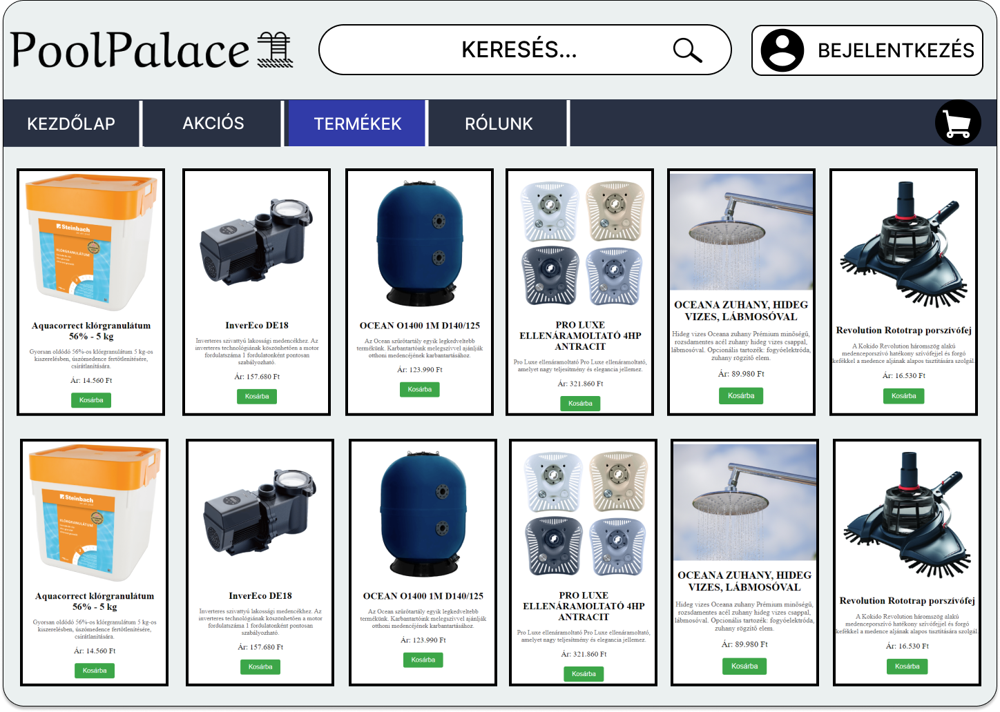 PoolPalace
KERESÉS...
BEJELENTKEZÉS
KEZDŐLAP
AKCIÓS
TERMÉKEK
RÓLUNK
Steinbach
KLÓRGRANULÁTUM
Aquacorrect klórgranulátum
56% - 5 kg
Gyorsan oldódó 56%-os klórgranulátum 5 kg-os
kiszerelésben, úszómedence fertőtlenítésére,
csírátlanítására.
Ár: 14.560 Ft
Kosárba
InverEco DE18
Inverteres szivattyú lakossági medencékhez. Az
inverteres technológiának köszönhetően a motor
fordulatszáma 1 fordulatonként pontosan
szabályozható.
Ár: 157.680 Ft
Kosárba
OCEAN O1400 1M D140/125
Az Ocean szűrőtartály egyik legkedveltebb
termékünk. Karbantartóink melegszívvel ajánlják
otthoni medencéjének karbantartásához.
Ár: 123.990 Ft
Kosárba
PRO LUXE
ELLENÁRAMOLTATÓ 4HP
ANTRACIT
Pro Luxe ellenáramoltató Pro Luxe ellenáramoltató,
amelyet nagy teljesítmény és elegancia jellemez.
Ár: 321.860 Ft
Kosárba
OCEANA ZUHANY, HIDEG
VIZES, LÁBMOSÓVAL
Hideg vizes Oceana zuhany Prémium minőségű,
rozsdamentes acél zuhany hideg vizes csappal,
lábmosóval. Opcionális tartozék: fogyóelektróda,
zuhany rögzítő elem.
Ár: 89.980 Ft
Kosárba
Revolution Rototrap porszívófej
A Kokido Revolution háromszög alakú
medenceporszívó hatékony szívófejjel és forgó
kefékkel a medence aljának alapos tisztítására szolgál.
Ár: 16.530 Ft
Kosárba
Steinbach
KLÓRGRANULÁTUM
Aquacorrect klórgranulátum
56% - 5 kg
Gyorsan oldódó 56%-os klórgranulátum 5 kg-os
kiszerelésben, úszómedence fertőtlenítésére,
csírátlanítására.
Ár: 14.560 Ft
Kosárba
InverEco DE18
Inverteres szivattyú lakossági medencékhez. Az
inverteres technológiának köszönhetően a motor
fordulatszáma 1 fordulatonként pontosan
szabályozható.
Ár: 157.680 Ft
Kosárba
OCEAN O1400 1M D140/125
Az Ocean szűrőtartály egyik legkedveltebb
termékünk. Karbantartóink melegszívvel ajánlják
otthoni medencéjének karbantartásához.
Ár: 123.990 Ft
Kosárba
PRO LUXE
ELLENÁRAMOLTATÓ 4HP
ANTRACIT
Pro Luxe ellenáramoltató Pro Luxe ellenáramoltató,
amelyet nagy teljesítmény és elegancia jellemez.
Ár: 321.860 Ft
Kosárba
OCEANA ZUHANY, HIDEG
VIZES, LÁBMOSÓVAL
Hideg vizes Oceana zuhany Prémium minőségű,
rozsdamentes acél zuhany hideg vizes csappal,
lábmosóval. Opcionális tartozék: fogyóelektróda,
zuhany rögzítő elem.
Ár: 89.980 Ft
Kosárba
Revolution Rototrap porszívófej
A Kokido Revolution háromszög alakú
medenceporszívó hatékony szívófejjel és forgó
kefékkel a medence aljának alapos tisztítására szolgál.
Ár: 16.530 Ft
Kosárba